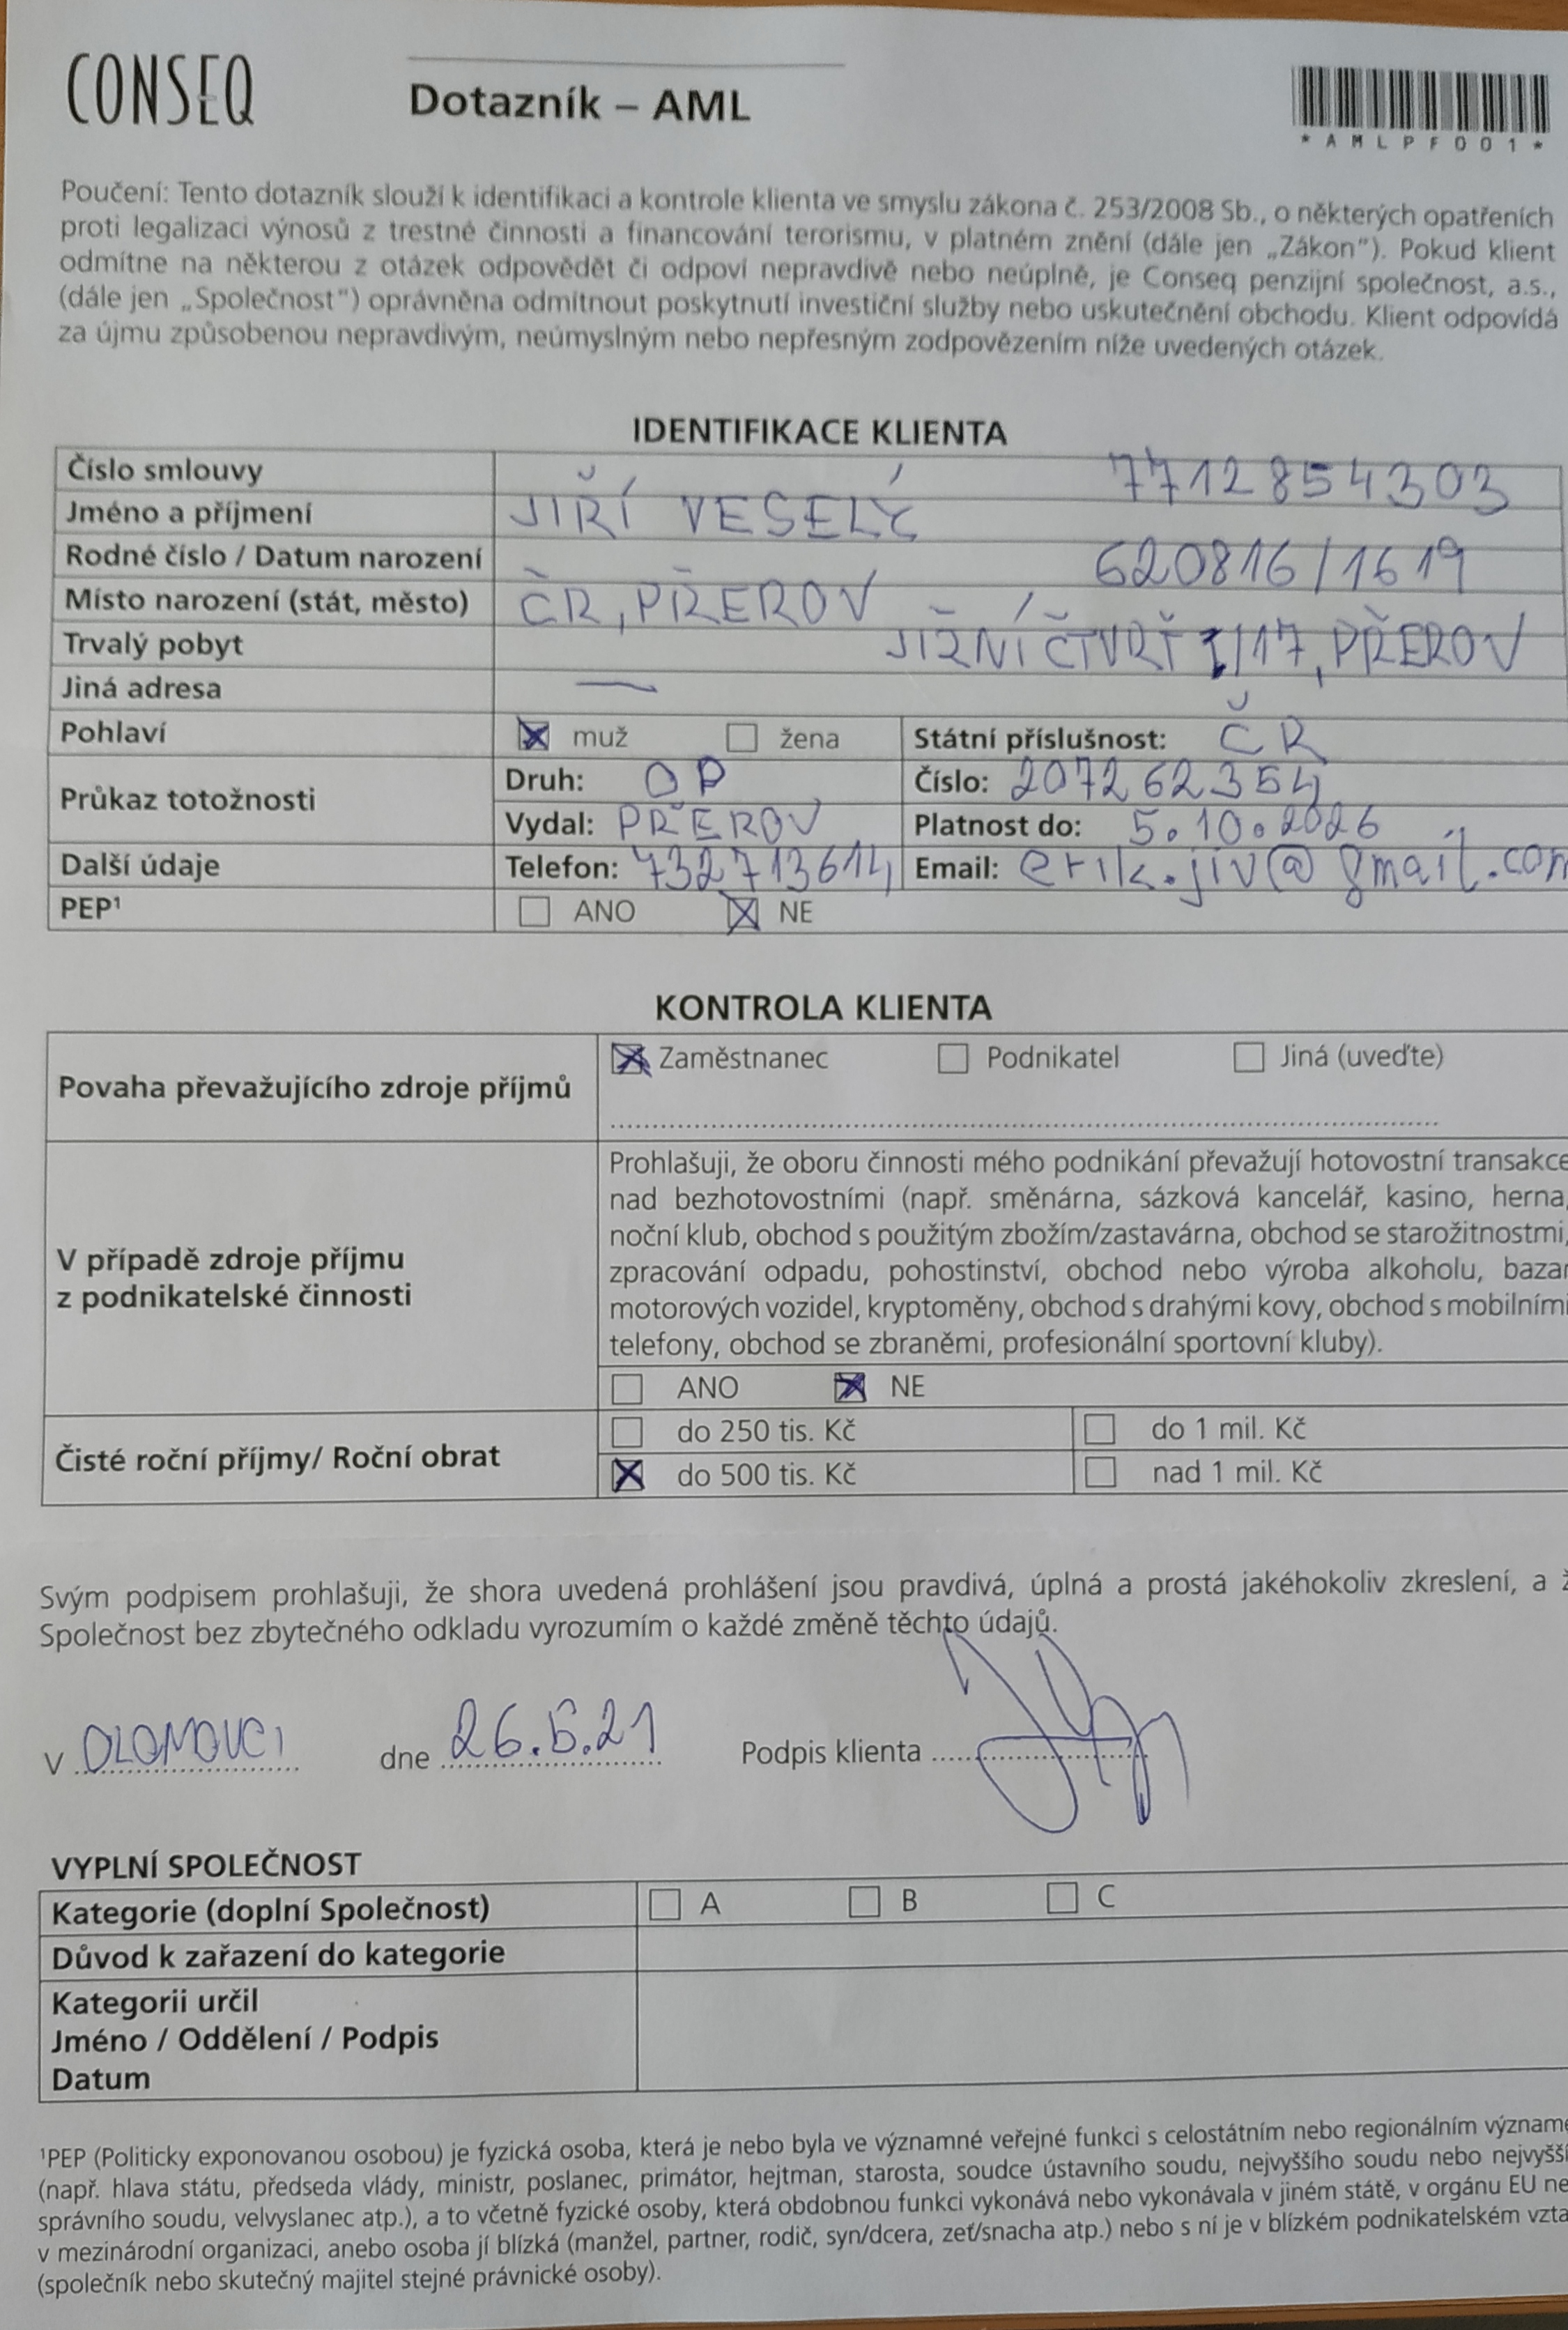 CONSEQ
Dotazník – AML
*AMLPF001*
Poučení: Tento dotazník slouží k identifikaci a kontrole klienta ve smyslu zákona č. 253/2008 Sb., o některých opatřeních
proti legalizaci výnosů z trestné činnosti a financování terorismu, v platném znění (dále jen „Zákon“). Pokud klient
odmítne na některou z otázek odpovědět či odpoví nepravdivě nebo neúplně, je Conseq penzijní společnost, a.s.,
(dále jen „Společnost“) oprávněna odmítnout poskytnutí investiční služby nebo uskutečnění obchodu. Klient odpovídá
za újmu způsobenou nepravdivým, neúmyslným nebo nepřesným zodpovězením níže uvedených otázek.
IDENTIFIKACE KLIENTA
Číslo smlouvy 7712854303
Jméno a příjmení JIŘÍ VESELÝ
Rodné číslo / Datum narození 620816/1619
Místo narození (stát, město) ČR, PŘEROV
Trvalý pobyt JIŽNÍ ČTVRŤ /17, PŘEROV
Jiná adresa —
Pohlaví muž žena Státní příslušnost: ČR
Průkaz totožnosti Druh: OP Číslo: 207262354
Vydal: PŘEROV Platnost do: 5.10.2026
Další údaje Telefon: 732713614 Email: erik.jiv@gmail.com
PEP¹ ANO NE
KONTROLA KLIENTA
Povaha převažujícího zdroje příjmů Zaměstnanec Podnikatel Jiná (uveďte)
V případě zdroje příjmu
z podnikatelské činnosti
Prohlašuji, že oboru činnosti mého podnikání převažují hotovostní transakce
nad bezhotovostními (např. směnárna, sázková kancelář, kasino, herna,
noční klub, obchod s použitým zbožím/zastavárna, obchod se starožitnostmi,
zpracování odpadu, pohostinství, obchod nebo výroba alkoholu, bazar
motorových vozidel, kryptoměny, obchod s drahými kovy, obchod s mobilními
telefony, obchod se zbraněmi, profesionální sportovní kluby).
ANO NE
Čisté roční příjmy/ Roční obrat do 250 tis. Kč do 1 mil. Kč
do 500 tis. Kč nad 1 mil. Kč
Svým podpisem prohlašuji, že shora uvedená prohlášení jsou pravdivá, úplná a prostá jakéhokoliv zkreslení, a ž
Společnost bez zbytečného odkladu vyrozumím o každé změně těchto údajů.
V OLOMOUCI dne 26.6.21 Podpis klienta
VYPLNÍ SPOLEČNOST
Kategorie (doplní Společnost) A B C
Důvod k zařazení do kategorie
Kategorii určil
Jméno / Oddělení / Podpis
Datum
¹PEP (Politicky exponovanou osobou) je fyzická osoba, která je nebo byla ve významné veřejné funkci s celostátním nebo regionálním význame
(např. hlava státu, předseda vlády, ministr, poslanec, primátor, hejtman, starosta, soudce ústavního soudu, nejvyššího soudu nebo nejvyšší
správního soudu, velvyslanec atp.), a to včetně fyzické osoby, která obdobnou funkci vykonává nebo vykonávala v jiném státě, v orgánu EU ne
v mezinárodní organizaci, anebo osoba jí blízká (manžel, partner, rodič, syn/dcera, zeť/snacha atp.) nebo s ní je v blízkém podnikatelském vzta
(společník nebo skutečný majitel stejné právnické osoby).